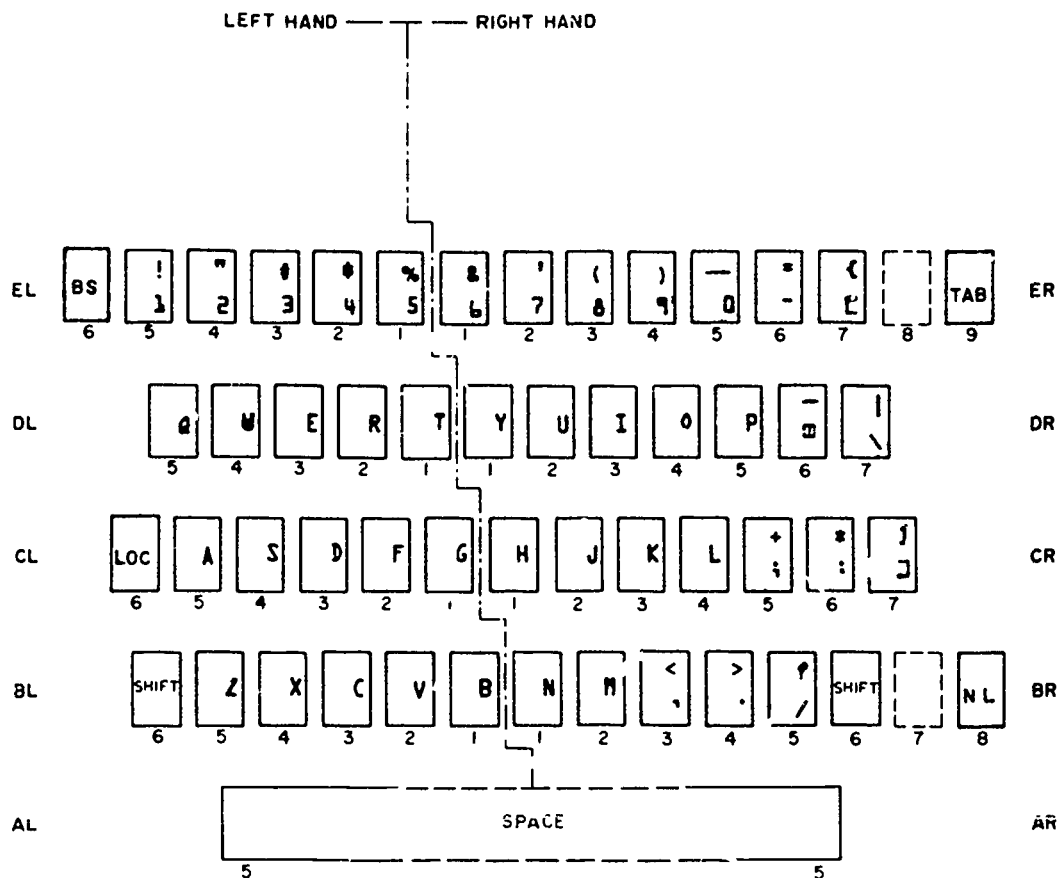 LEFT HAND RIGHT HAND
! " # % & ' ( ) — = {
EL BS 1 2 3 4 5 6 7 8 9 0 - TAB ER
6 5 4 3 2 1 1 2 3 4 5 6 7 8 9
— |
DL Q W E R T Y U I O P \ DR
5 4 3 2 1 1 2 3 4 5 6 7
+ * }
CL LOC A S D F G H J K L ; : ] CR
6 5 4 3 2 1 1 2 3 4 5 6 7
< > ?
BL SHIFT Z X C V B N M , . / SHIFT NL BR
6 5 4 3 2 1 1 2 3 4 5 6 7 8
AL SPACE AR
5 5